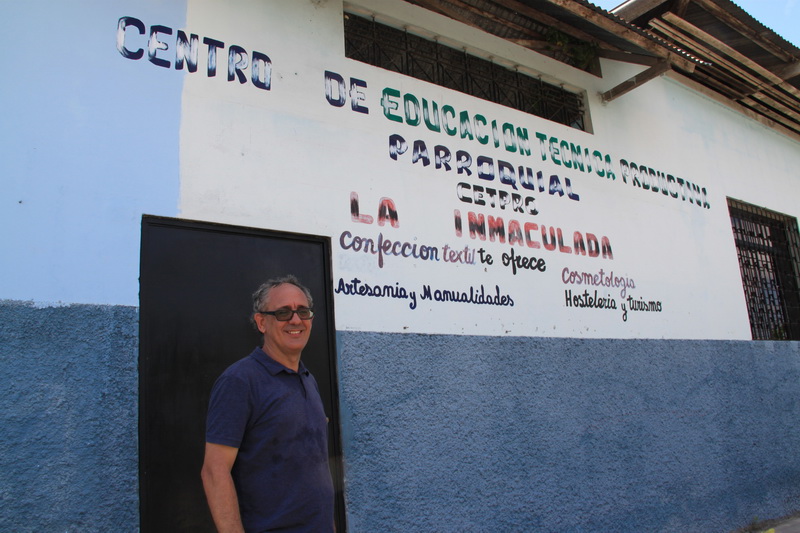 CENTRO DE EDUCACION TECNICA PRODUCTIVA
PARROQUIAL
CETPRO
LA INMACULADA
Confeccion textil te ofrece
Cosmetologia
Artesania y Manualidades
Hosteleria y turismo